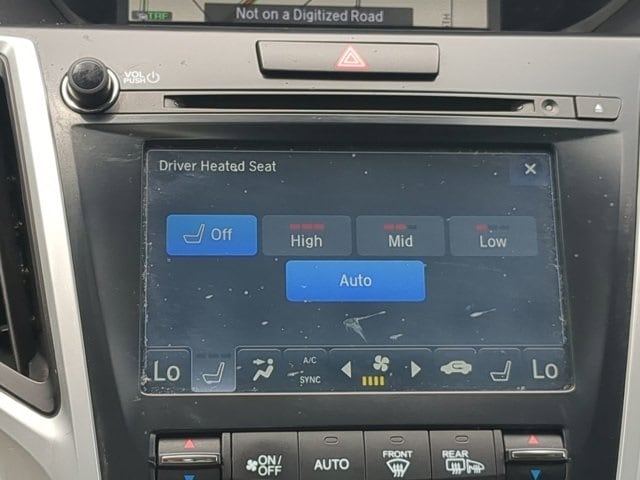 TRF
Not on a Digitized Road
VOL
PUSH
Driver Heated Seat
Off
High
Mid
Low
Auto
Lo
A/C
SYNC
Lo
ON/
OFF
AUTO
FRONT
REAR